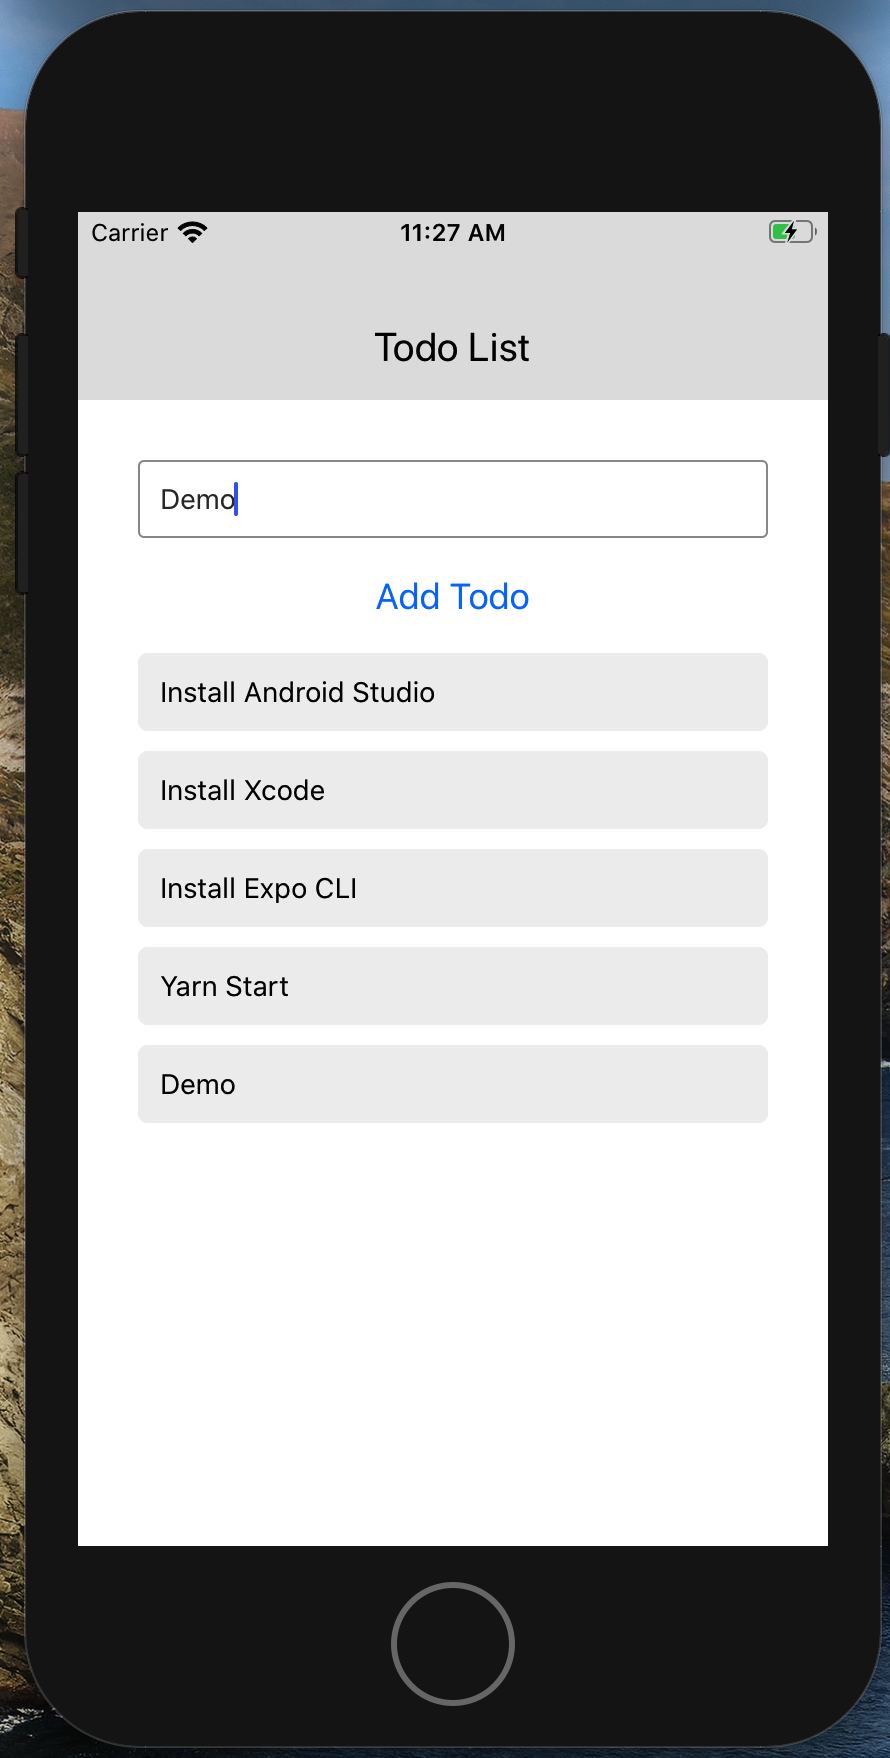 Carrier 11:27 AM
Todo List
Demo
Add Todo
Install Android Studio
Install Xcode
Install Expo CLI
Yarn Start
Demo